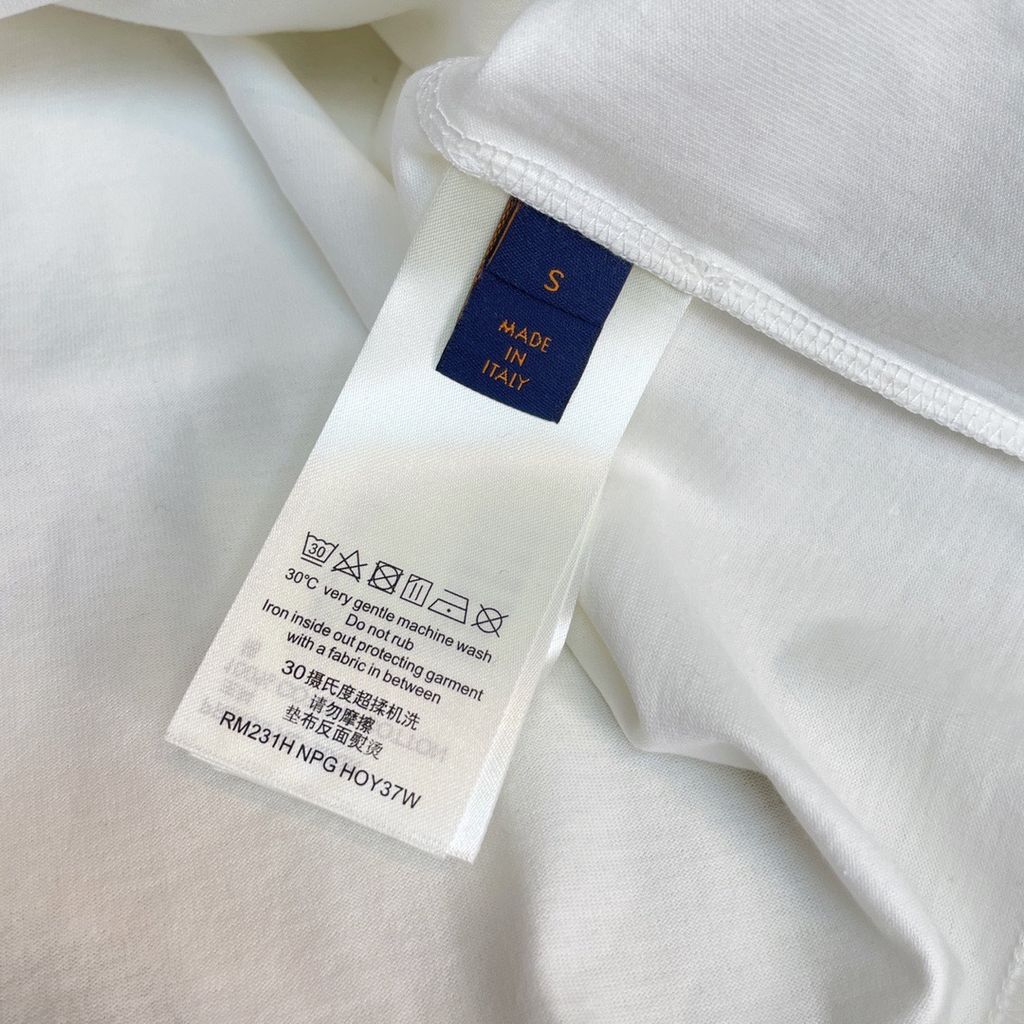 S
MADE
IN
ITALY
30
30°C very gentle machine wash
Do not rub
Iron inside out protecting garment
with a fabric in between
30摄氏度超揉机洗
请勿摩擦
垫布反面熨烫
RM231H NPG HOY37W